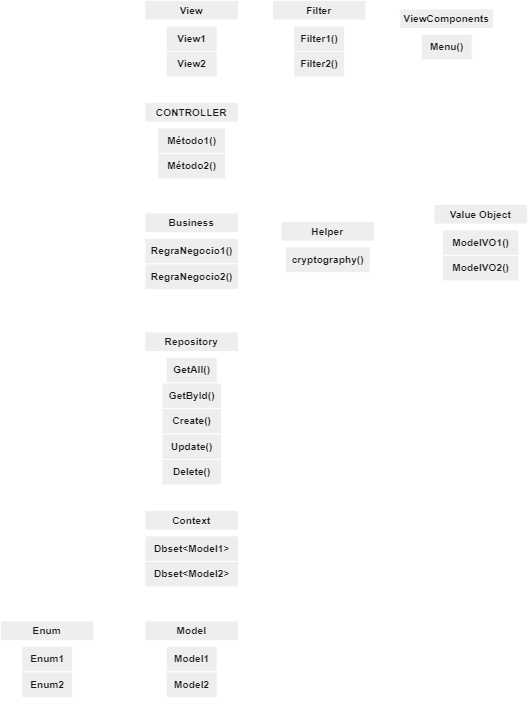 View
View1
View2
Filter
Filter1()
Filter2()
ViewComponents
Menu()
CONTROLLER
Método1()
Método2()
Business
RegraNegocio1()
RegraNegocio2()
Helper
cryptography()
Value Object
ModelVO1()
ModelVO2()
Repository
GetAll()
GetById()
Create()
Update()
Delete()
Context
Dbset<Model1>
Dbset<Model2>
Enum
Enum1
Enum2
Model
Model1
Model2